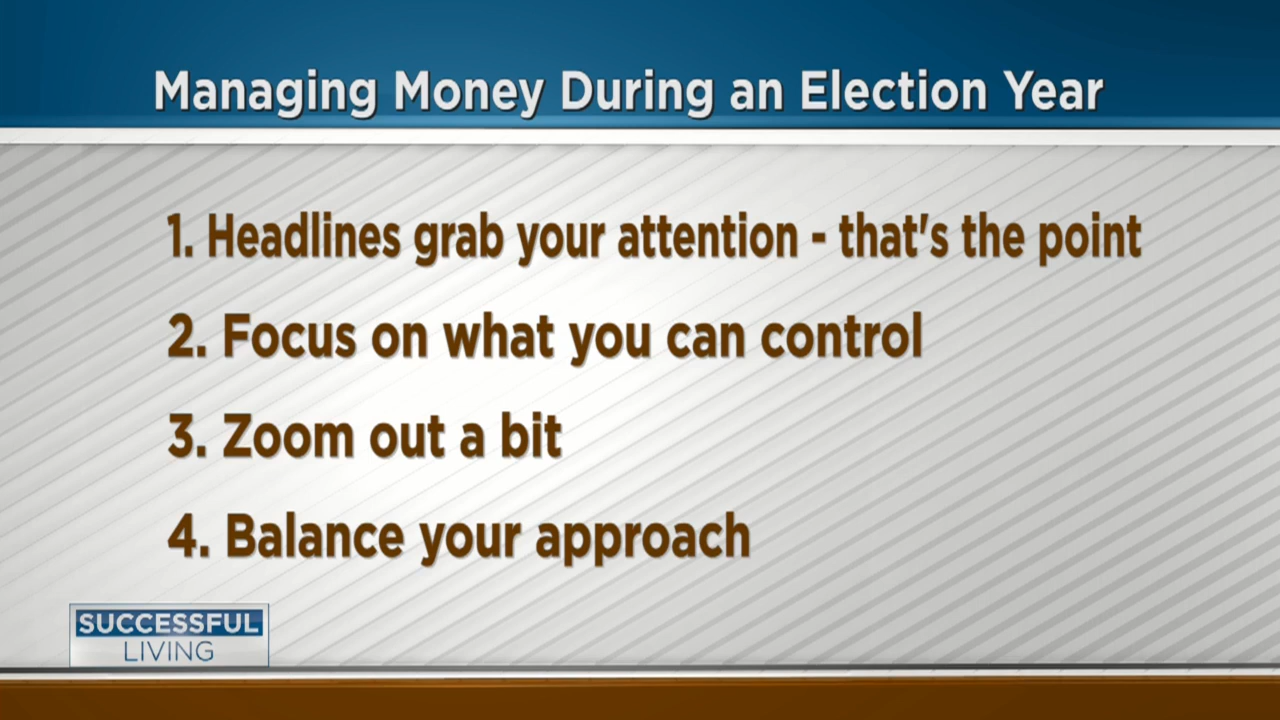 Managing Money During an Election Year
1. Headlines grab your attention - that's the point
2. Focus on what you can control
3. Zoom out a bit
4. Balance your approach
SUCCESSFUL
LIVING